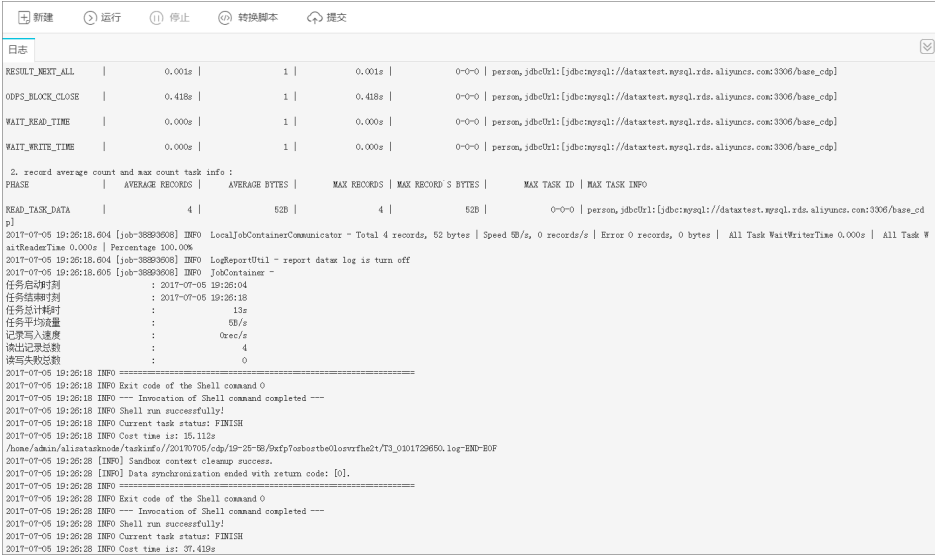 新建 运行 停止 转换脚本 提交
日志
RESULT_NEXT_ALL | 0.001s | 1 | 0.001s | 0-0-0 | person,jdbcUrl:[jdbc:mysql://dataxtest.mysql.rds.aliyuncs.com:3306/base_cdp]
ODPS_BLOCK_CLOSE | 0.418s | 1 | 0.418s | 0-0-0 | person,jdbcUrl:[jdbc:mysql://dataxtest.mysql.rds.aliyuncs.com:3306/base_cdp]
WAIT_READ_TIME | 0.000s | 1 | 0.000s | 0-0-0 | person,jdbcUrl:[jdbc:mysql://dataxtest.mysql.rds.aliyuncs.com:3306/base_cdp]
WAIT_WRITE_TIME | 0.000s | 1 | 0.000s | 0-0-0 | person,jdbcUrl:[jdbc:mysql://dataxtest.mysql.rds.aliyuncs.com:3306/base_cdp]
2. record average count and max count task info :
PHASE | AVERAGE RECORDS | AVERAGE BYTES | MAX RECORDS | MAX RECORD`S BYTES | MAX TASK ID | MAX TASK INFO
READ_TASK_DATA | 4 | 52B | 4 | 52B | 0-0-0 | person,jdbcUrl:[jdbc:mysql://dataxtest.mysql.rds.aliyuncs.com:3306/base_cd
p]
2017-07-05 19:26:18.604 [job-38893608] INFO LocalJobContainerCommunicator - Total 4 records, 52 bytes | Speed 5B/s, 0 records/s | Error 0 records, 0 bytes | All Task WaitWriterTime 0.000s | All Task W
aitReaderTime 0.000s | Percentage 100.00%
2017-07-05 19:26:18.604 [job-38893608] INFO LogReportUtil - report datax log is turn off
2017-07-05 19:26:18.605 [job-38893608] INFO JobContainer -
任务启动时刻 : 2017-07-05 19:26:04
任务结束时刻 : 2017-07-05 19:26:18
任务总计耗时 : 13s
任务平均流量 : 5B/s
记录写入速度 : 0rec/s
读出记录总数 : 4
读写失败总数 : 0
2017-07-05 19:26:18 INFO =================================================================
2017-07-05 19:26:18 INFO Exit code of the Shell command 0
2017-07-05 19:26:18 INFO --- Invocation of Shell command completed ---
2017-07-05 19:26:18 INFO Shell run successfully!
2017-07-05 19:26:18 INFO Current task status: FINISH
2017-07-05 19:26:18 INFO Cost time is: 15.112s
/home/admin/alisatasknode/taskinfo//20170705/cdp/19-25-58/9xfp7osbostbe0losvrfhe2t/T3_0101729650.log-END-EOF
2017-07-05 19:26:28 [INFO] Sandbox context cleanup success.
2017-07-05 19:26:28 [INFO] Data synchronization ended with return code: [0].
2017-07-05 19:26:28 INFO =================================================================
2017-07-05 19:26:28 INFO Exit code of the Shell command 0
2017-07-05 19:26:28 INFO --- Invocation of Shell command completed ---
2017-07-05 19:26:28 INFO Shell run successfully!
2017-07-05 19:26:28 INFO Current task status: FINISH
2017-07-05 19:26:28 INFO Cost time is: 37.419s